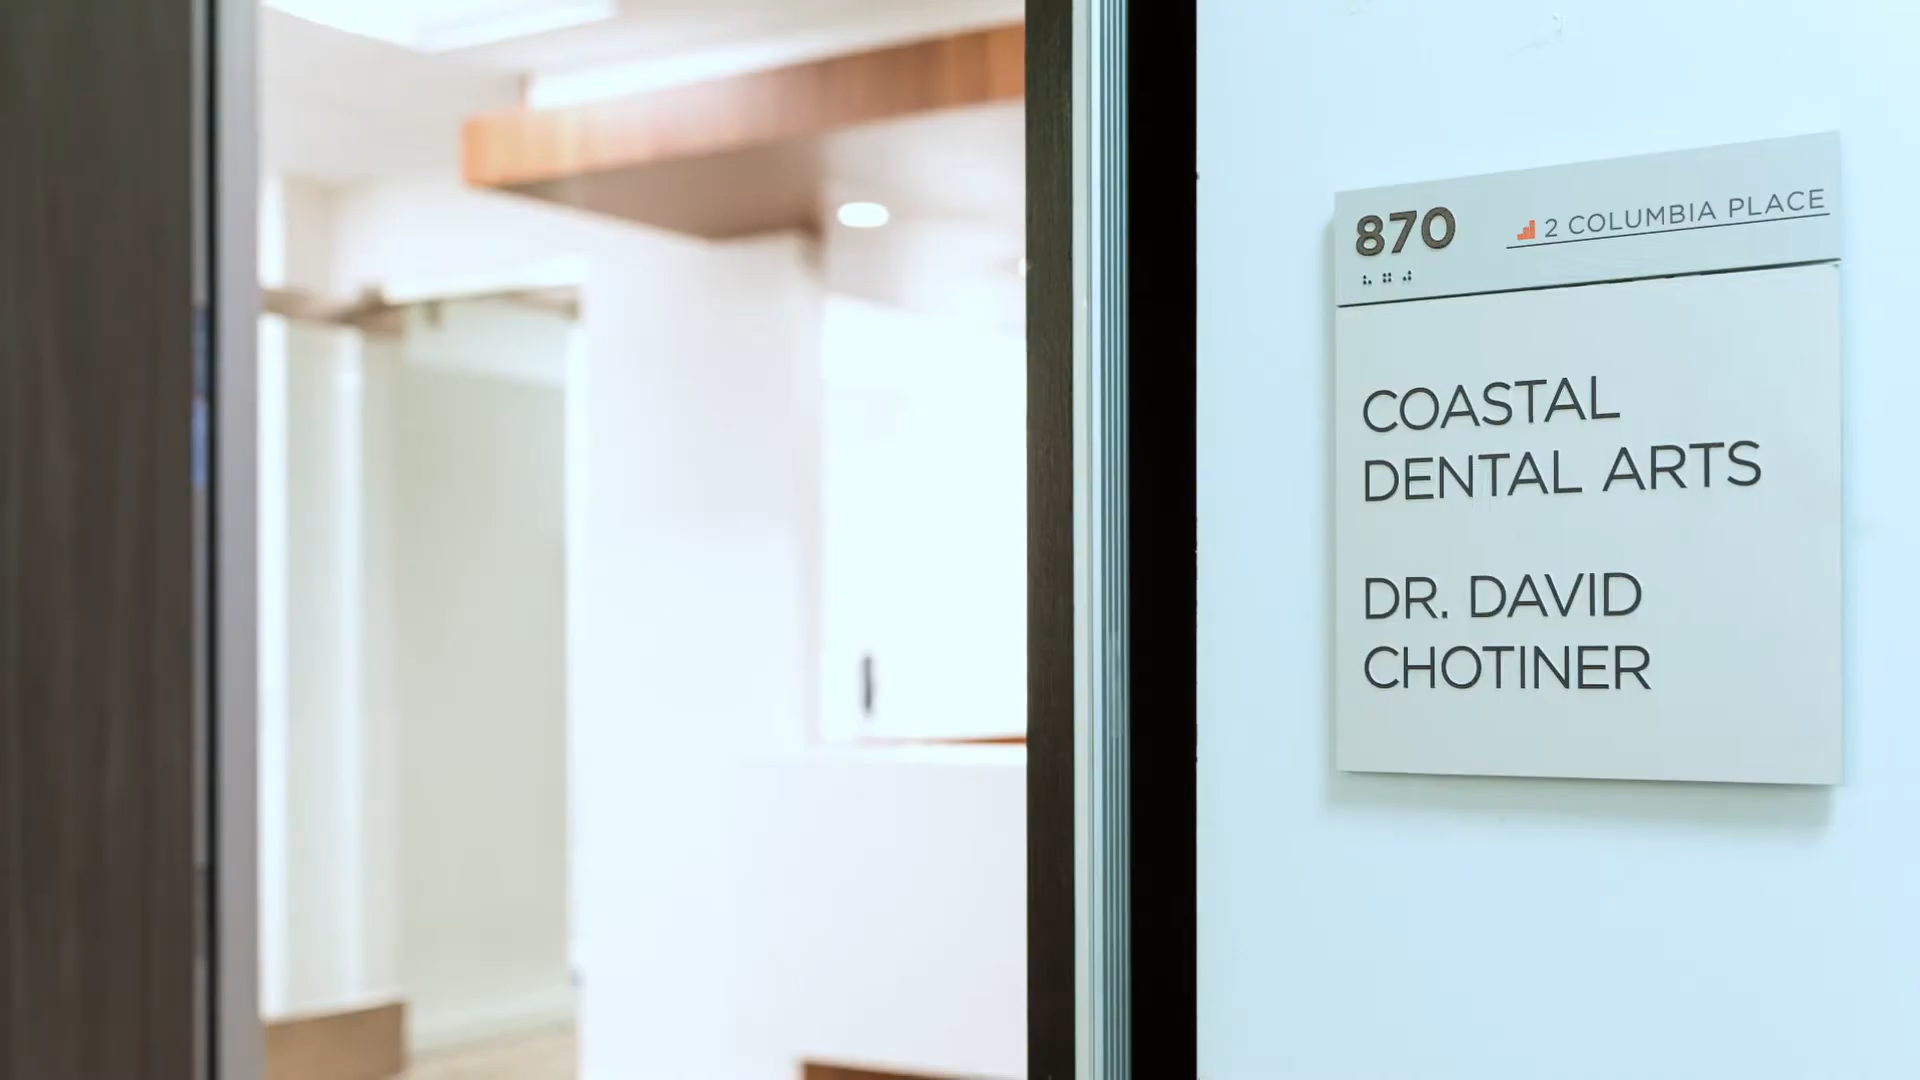 870
2 COLUMBIA PLACE
COASTAL
DENTAL ARTS
DR. DAVID
CHOTINER